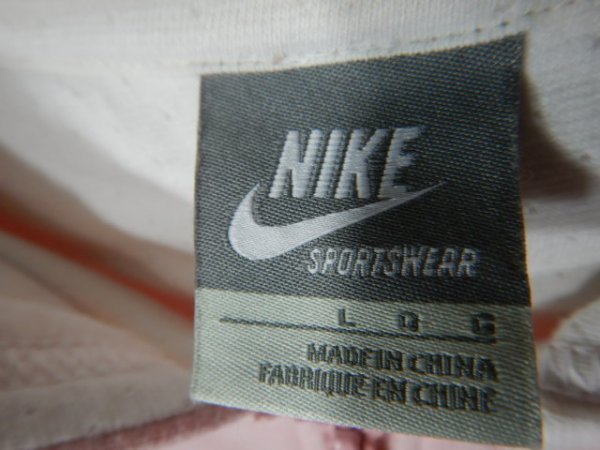 NIKE
SPORTSWEAR
L G G
MADE IN CHINA
FABRIQUE EN CHINE